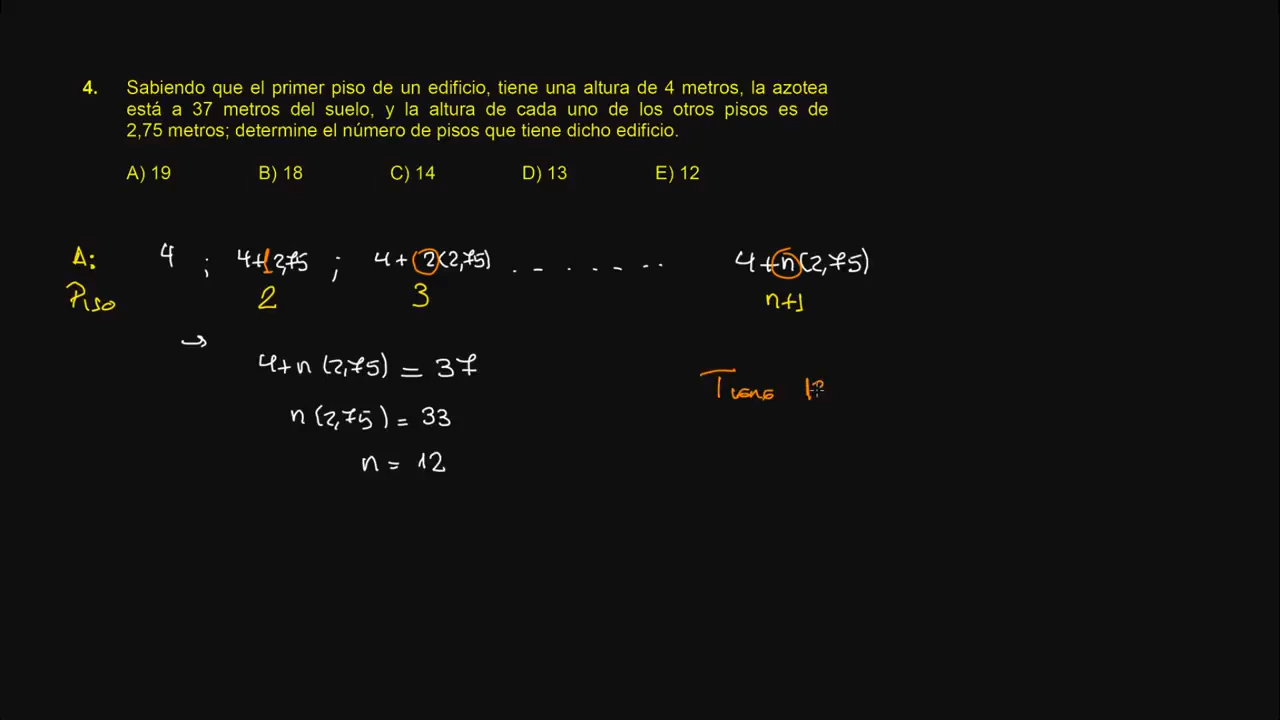 4. Sabiendo que el primer piso de un edificio, tiene una altura de 4 metros, la azotea
está a 37 metros del suelo, y la altura de cada uno de los otros pisos es de
2,75 metros; determine el número de pisos que tiene dicho edificio.
A) 19 B) 18 C) 14 D) 13 E) 12
A: 4 ; 4+1 2,75 ; 4+ 2(2,75) . - . - . - . . 4+n(2,75)
Piso 2 3 n+1
→
4+n (2,75) = 37
n (2,75) = 33
n = 12
Tiene